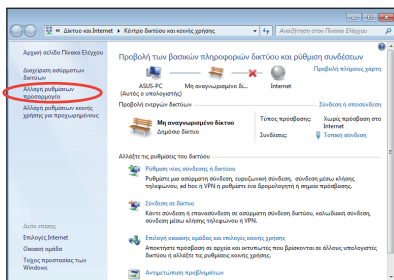 « Δίκτυο και Internet ▸ Κέντρο δικτύου και κοινής χρήσης
Αναζήτηση στον Πίνακα Ελέγχου
Αρχική σελίδα Πίνακα Ελέγχου
Διαχείριση ασύρματων
δικτύων
Αλλαγή ρυθμίσεων
προσαρμογέα
Αλλαγή ρυθμίσεων κοινής
χρήσης για προχωρημένους
Δείτε επίσης
Επιλογές Internet
Οικιακή ομάδα
Τείχος προστασίας των
Windows
Προβολή των βασικών πληροφοριών δικτύου και ρύθμιση συνδέσεων
Προβολή πλήρους χάρτη
ASUS-PC
(Αυτός ο υπολογιστής)
Μη αναγνωρισμένο δί...
Internet
Προβολή ενεργών δικτύων
Σύνδεση ή αποσύνδεση
Μη αναγνωρισμένο δίκτυο
Δημόσιο δίκτυο
Τύπος πρόσβασης: Χωρίς πρόσβαση στο
Internet
Συνδέσεις: Τοπική σύνδεση
Αλλάξτε τις ρυθμίσεις του δικτύου
Ρύθμιση νέας σύνδεσης ή δικτύου
Ρυθμίστε μια ασύρματη σύνδεση, ευρυζωνική σύνδεση, σύνδεση μέσω κλήσης
τηλεφώνου, ad hoc ή VPN ή ρυθμίστε ένα δρομολογητή ή σημείο πρόσβασης.
Σύνδεση σε δίκτυο
Κάντε σύνδεση ή επανασύνδεση σε ασύρματη σύνδεση δικτύου, καλωδιακή σύνδεση,
σύνδεση μέσω κλήσης τηλεφώνου ή VPN.
Επιλογή οικιακής ομάδας και επιλογές κοινής χρήσης
Αποκτήστε πρόσβαση σε αρχεία και εκτυπωτές που βρίσκονται σε άλλους υπολογιστές
δικτύου ή αλλάξτε τις ρυθμίσεις κοινής χρήσης.
Αντιμετώπιση προβλημάτων